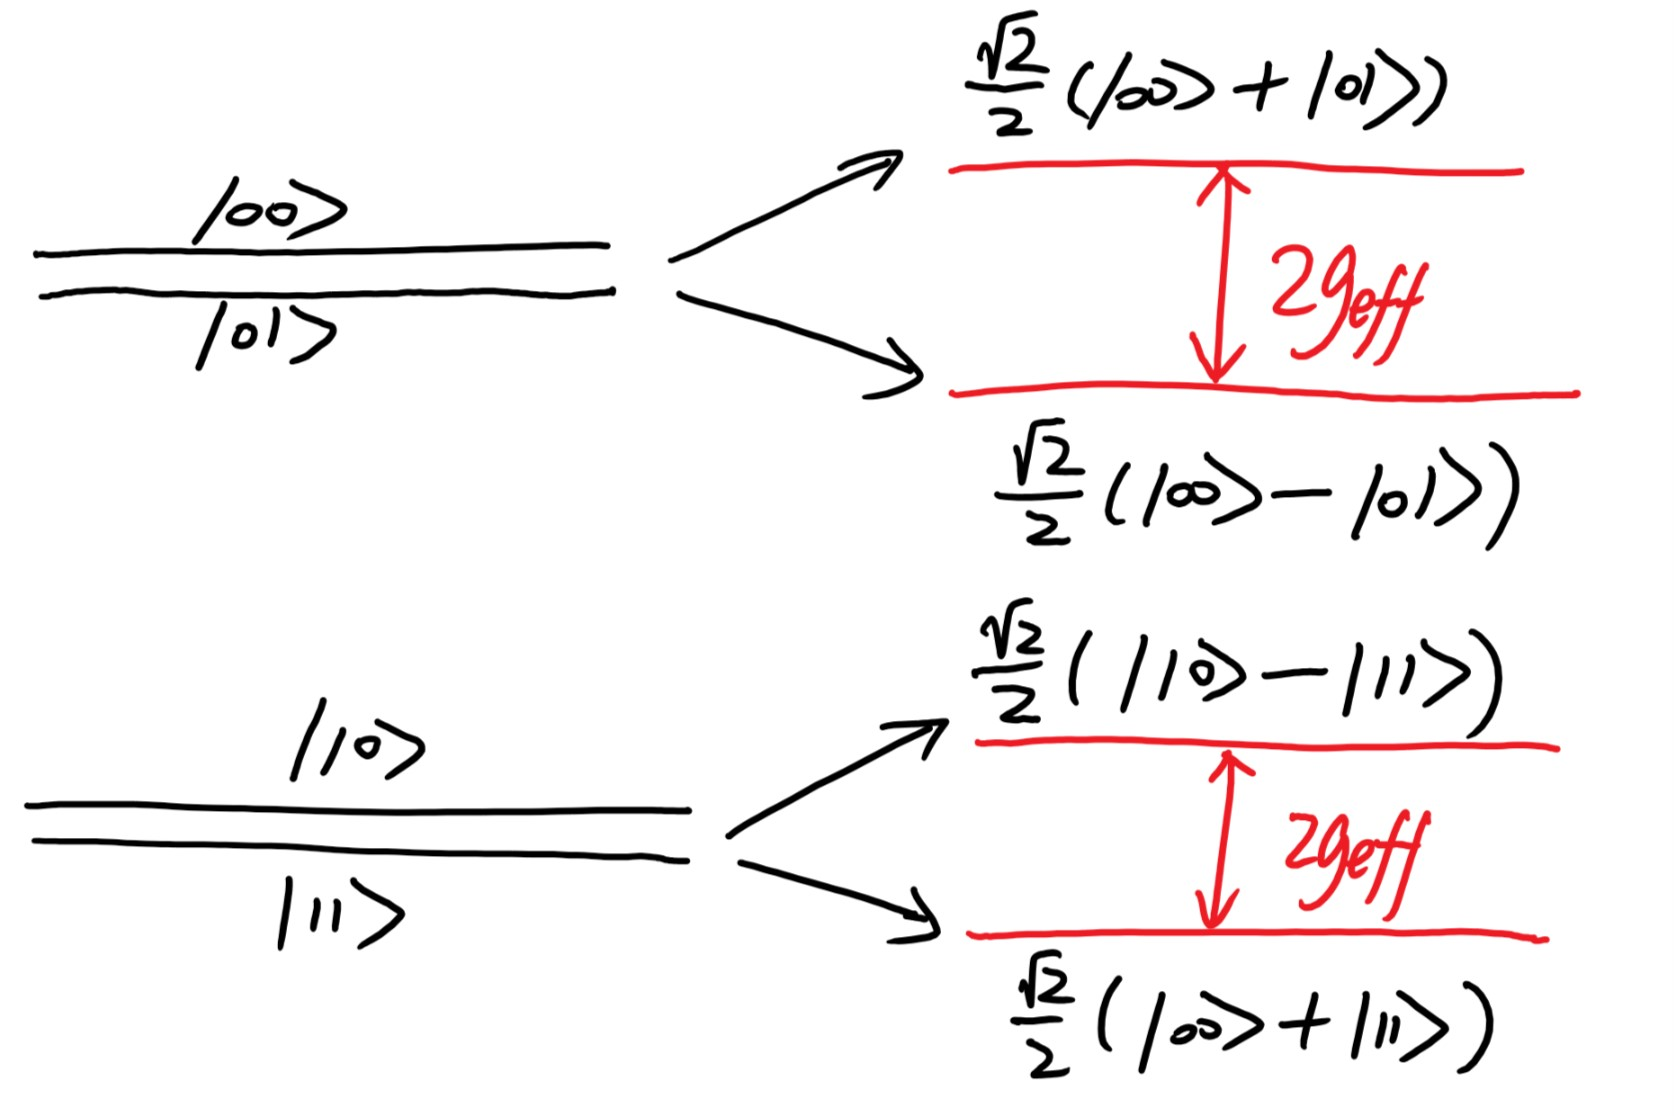 √2/2 (|00> + |01>)
|00>
|01>
2geff
√2/2 (|00> − |01>)
√2/2 (|10> − |11>)
|10>
|11>
2geff
√2/2 (|00> + |11>)